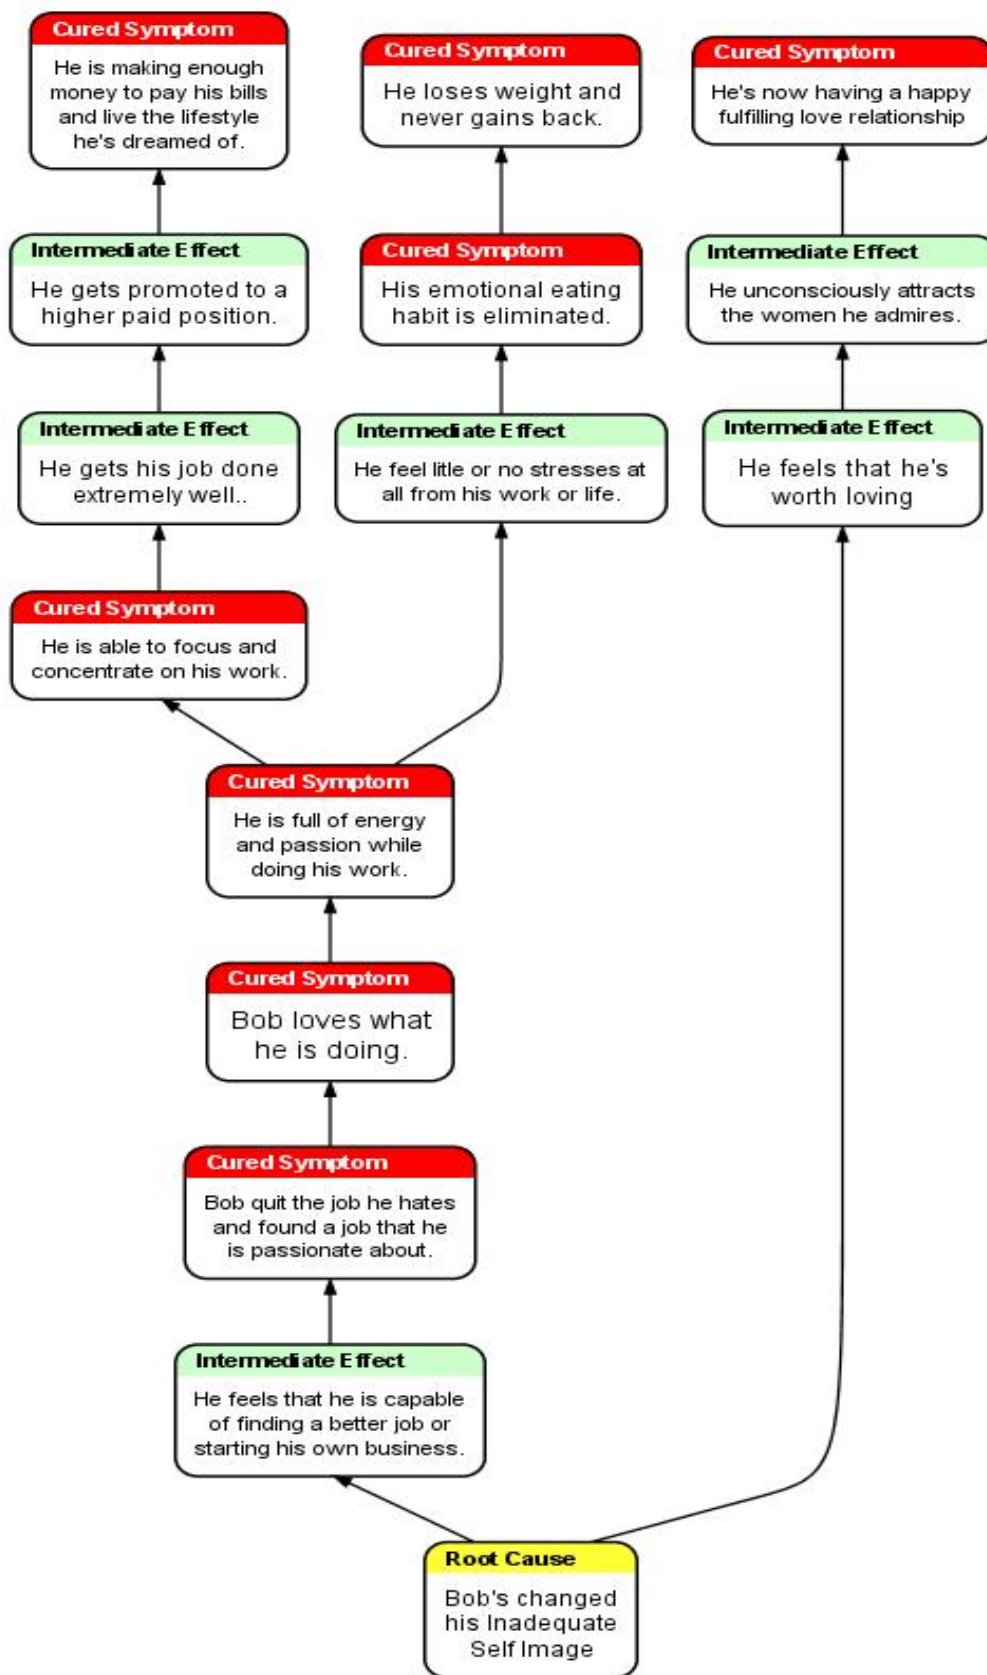 Cured Symptom
He is making enough
money to pay his bills
and live the lifestyle
he's dreamed of.
Cured Symptom
He loses weight and
never gains back.
Cured Symptom
He's now having a happy
fulfilling love relationship
Intermediate Effect
He gets promoted to a
higher paid position.
Cured Symptom
His emotional eating
habit is eliminated.
Intermediate Effect
He unconsciously attracts
the women he admires.
Intermediate Effect
He gets his job done
extremely well..
Intermediate Effect
He feel litle or no stresses at
all from his work or life.
Intermediate Effect
He feels that he's
worth loving
Cured Symptom
He is able to focus and
concentrate on his work.
Cured Symptom
He is full of energy
and passion while
doing his work.
Cured Symptom
Bob loves what
he is doing.
Cured Symptom
Bob quit the job he hates
and found a job that he
is passionate about.
Intermediate Effect
He feels that he is capable
of finding a better job or
starting his own business.
Root Cause
Bob's changed
his Inadequate
Self Image